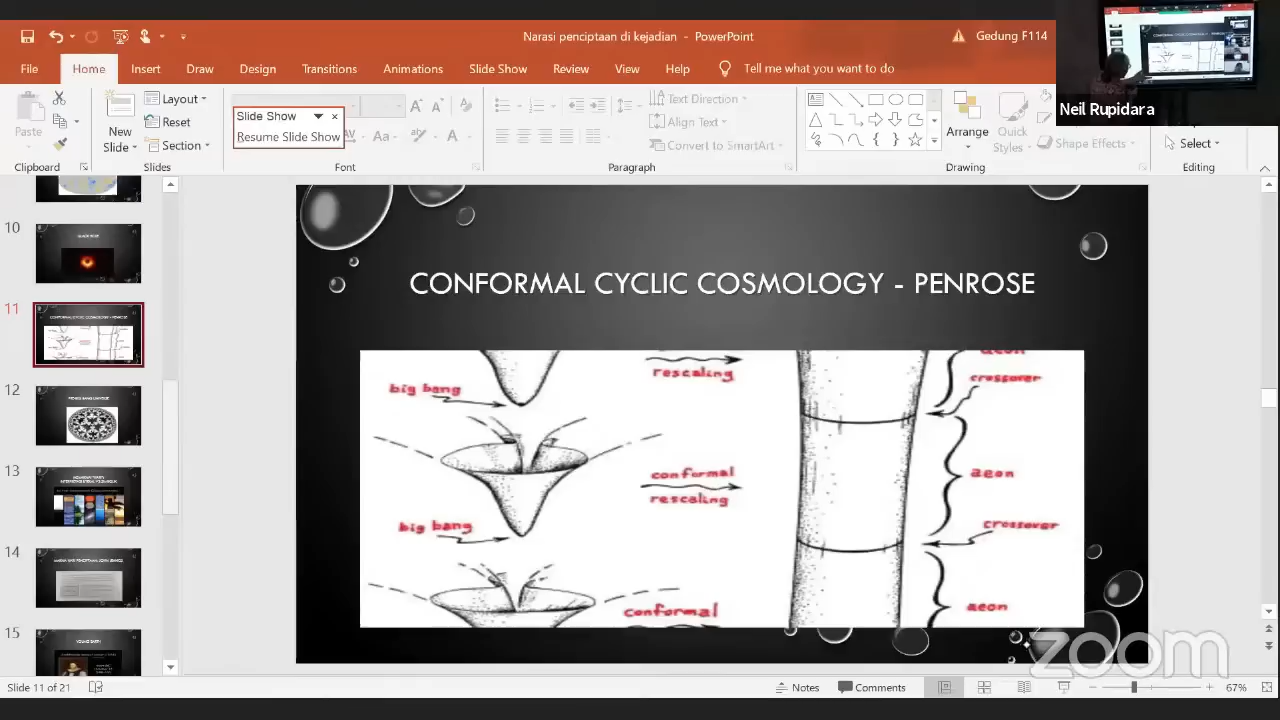 Narasi penciptaan di kejadian - PowerPoint
Gedung F114
File Home Insert Draw Design Transitions Animations Slide Show Review View Help Tell me what you want to do
Paste
New
Slide
Layout
Reset
Section
Slide Show
Resume Slide Show
Aa
A
Text Direction
Align Text
Convert to SmartArt
Arrange
Quick
Styles
Shape Effects
Select
Neil Rupidara
Clipboard
Slides
Font
Paragraph
Drawing
Editing
10
11
12
13
14
15
CONFORMAL CYCLIC COSMOLOGY - PENROSE
big bang
rescaling
aeon
crossover
conformal
rescaling
aeon
big bang
crossover
conformal
aeon
zoom
Slide 11 of 21
Notes
Comments
67%